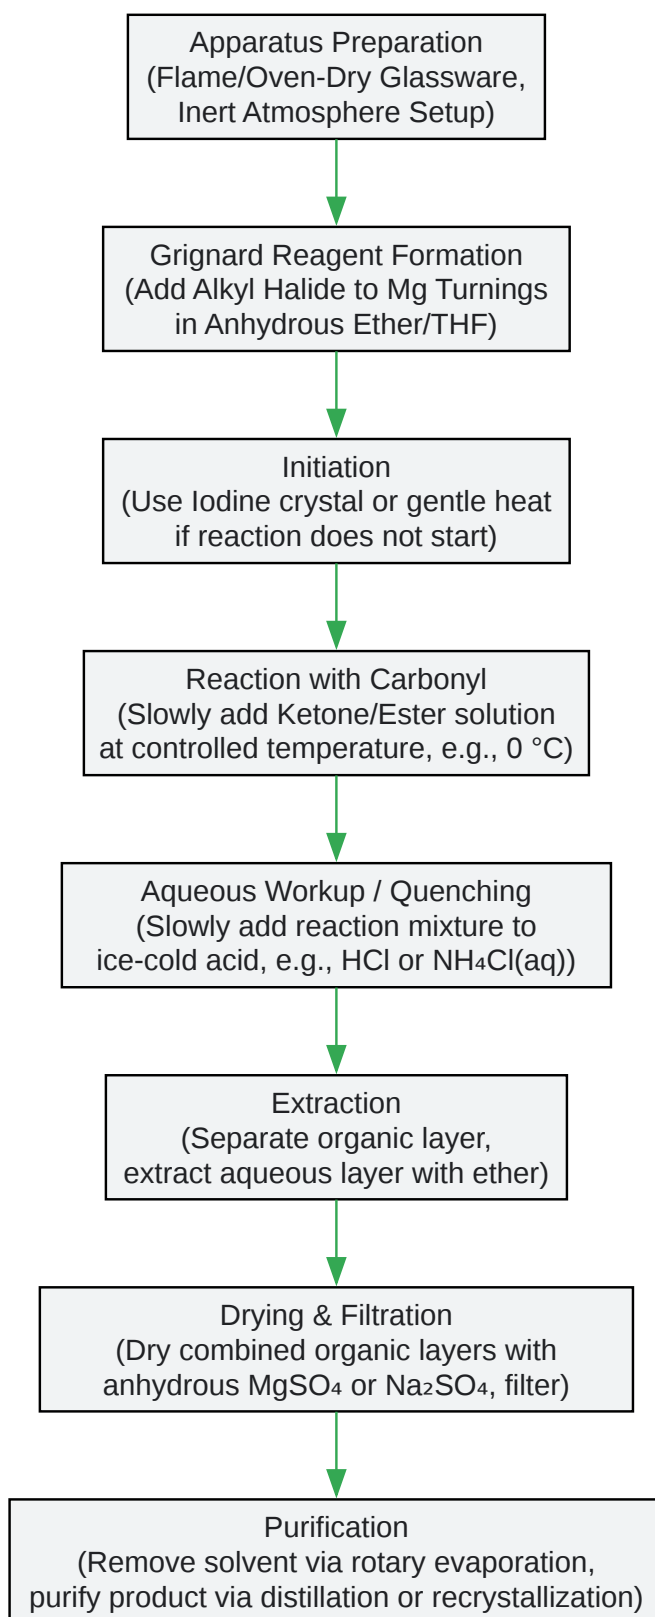 Apparatus Preparation
(Flame/Oven-Dry Glassware,
Inert Atmosphere Setup)
Grignard Reagent Formation
(Add Alkyl Halide to Mg Turnings
in Anhydrous Ether/THF)
Initiation
(Use Iodine crystal or gentle heat
if reaction does not start)
Reaction with Carbonyl
(Slowly add Ketone/Ester solution
at controlled temperature, e.g., 0 °C)
Aqueous Workup / Quenching
(Slowly add reaction mixture to
ice-cold acid, e.g., HCl or NH₄Cl(aq))
Extraction
(Separate organic layer,
extract aqueous layer with ether)
Drying & Filtration
(Dry combined organic layers with
anhydrous MgSO₄ or Na₂SO₄, filter)
Purification
(Remove solvent via rotary evaporation,
purify product via distillation or recrystallization)